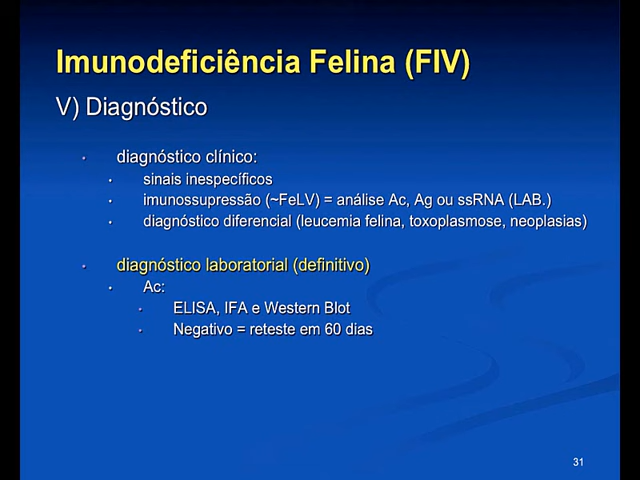 Imunodeficiência Felina (FIV)
V) Diagnóstico
• diagnóstico clínico:
• sinais inespecíficos
• imunossupressão (~FeLV) = análise Ac, Ag ou ssRNA (LAB.)
• diagnóstico diferencial (leucemia felina, toxoplasmose, neoplasias)
• diagnóstico laboratorial (definitivo)
• Ac:
• ELISA, IFA e Western Blot
• Negativo = reteste em 60 dias
31